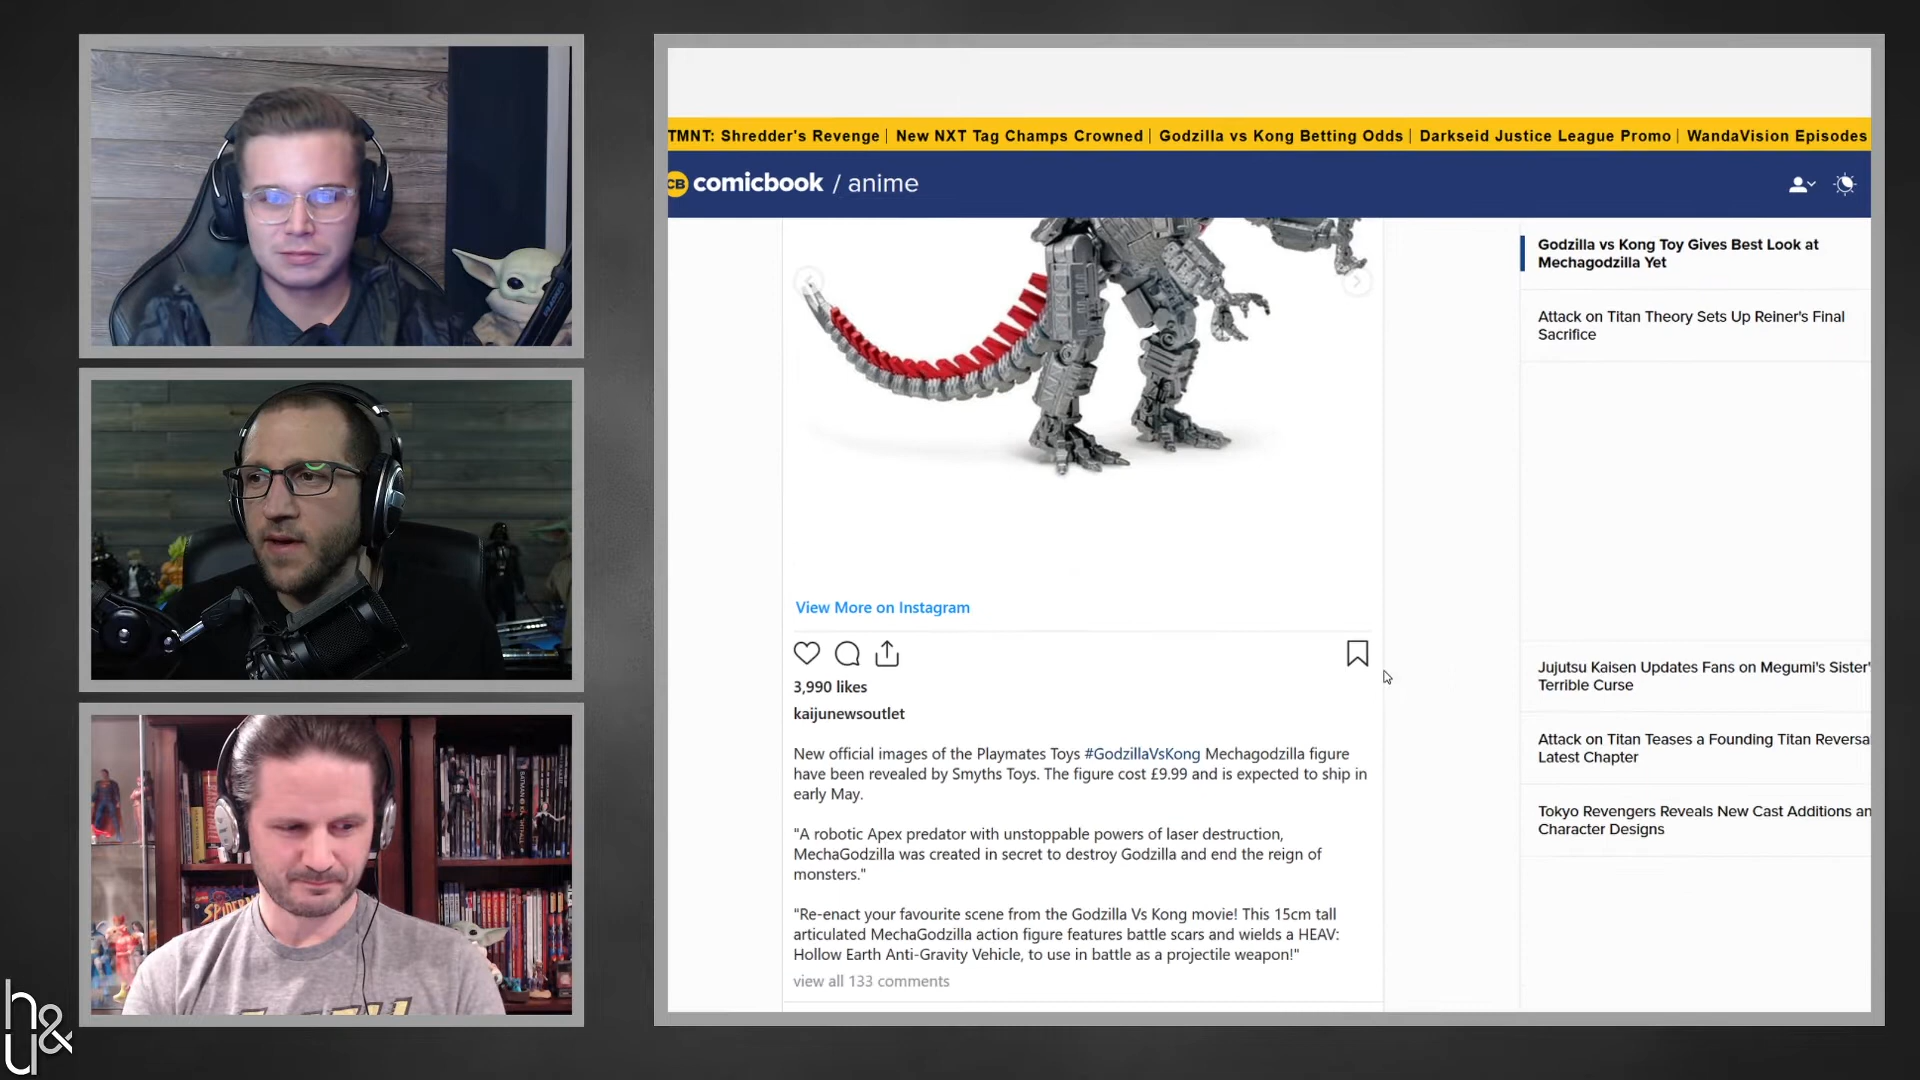 TMNT: Shredder's Revenge | New NXT Tag Champs Crowned | Godzilla vs Kong Betting Odds | Darkseid Justice League Promo | WandaVision Episodes
CB comicbook / anime
Godzilla vs Kong Toy Gives Best Look at
Mechagodzilla Yet
Attack on Titan Theory Sets Up Reiner's Final
Sacrifice
View More on Instagram
3,990 likes
kaijunewsoutlet
New official images of the Playmates Toys #GodzillaVsKong Mechagodzilla figure
have been revealed by Smyths Toys. The figure cost £9.99 and is expected to ship in
early May.
"A robotic Apex predator with unstoppable powers of laser destruction,
MechaGodzilla was created in secret to destroy Godzilla and end the reign of
monsters."
"Re-enact your favourite scene from the Godzilla Vs Kong movie! This 15cm tall
articulated MechaGodzilla action figure features battle scars and wields a HEAV:
Hollow Earth Anti-Gravity Vehicle, to use in battle as a projectile weapon!"
view all 133 comments
Jujutsu Kaisen Updates Fans on Megumi's Sister'
Terrible Curse
Attack on Titan Teases a Founding Titan Reversa
Latest Chapter
Tokyo Revengers Reveals New Cast Additions an
Character Designs
h&u